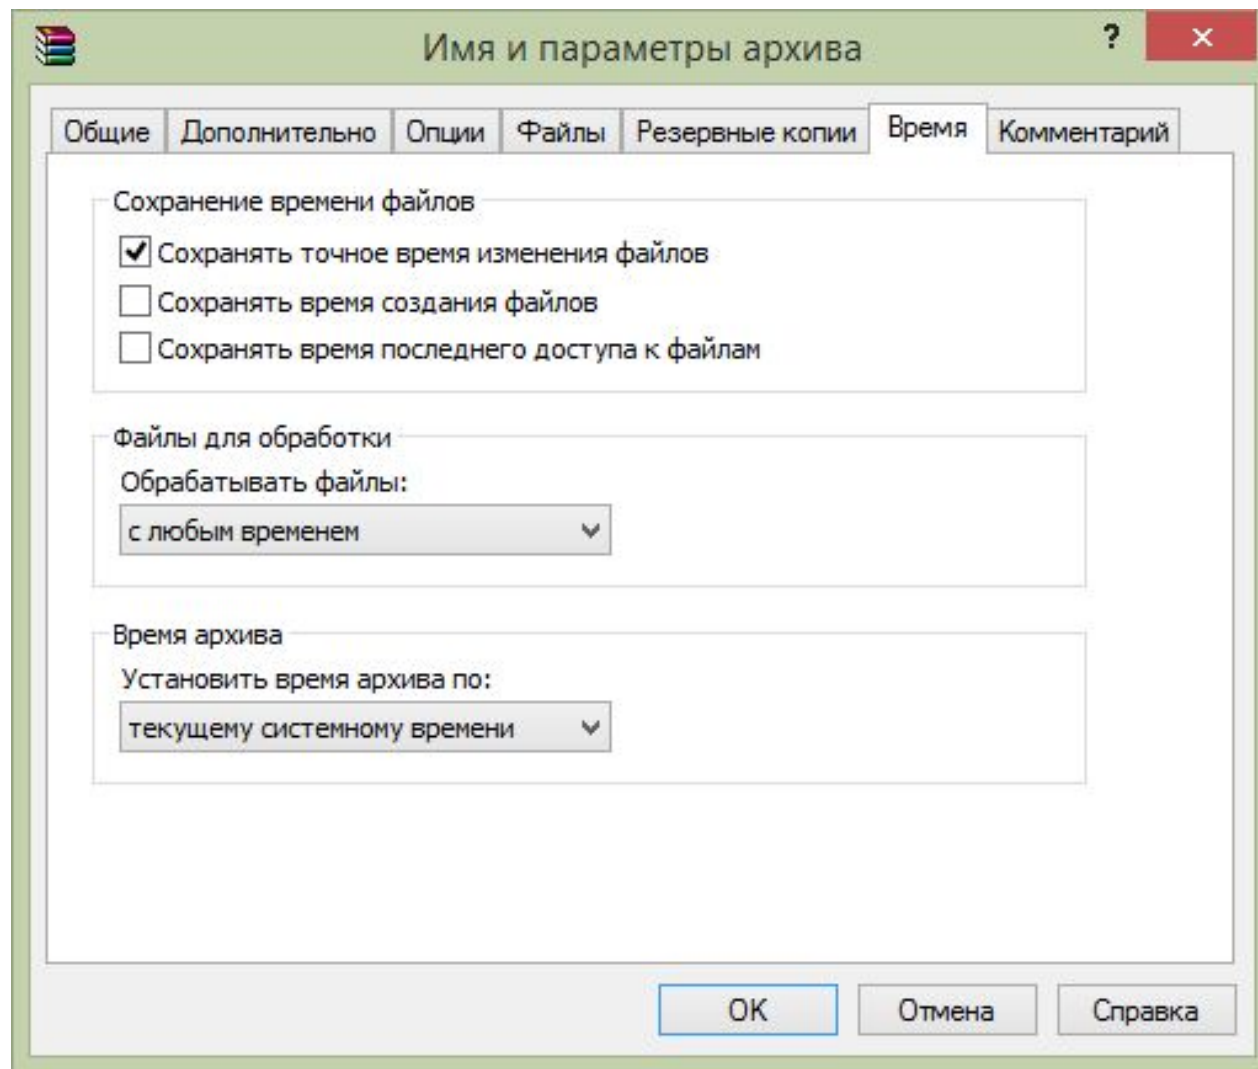 Имя и параметры архива
?
Общие Дополнительно Опции Файлы Резервные копии Время Комментарий
Сохранение времени файлов
Сохранять точное время изменения файлов
Сохранять время создания файлов
Сохранять время последнего доступа к файлам
Файлы для обработки
Обрабатывать файлы:
с любым временем
Время архива
Установить время архива по:
текущему системному времени
OK Отмена Справка